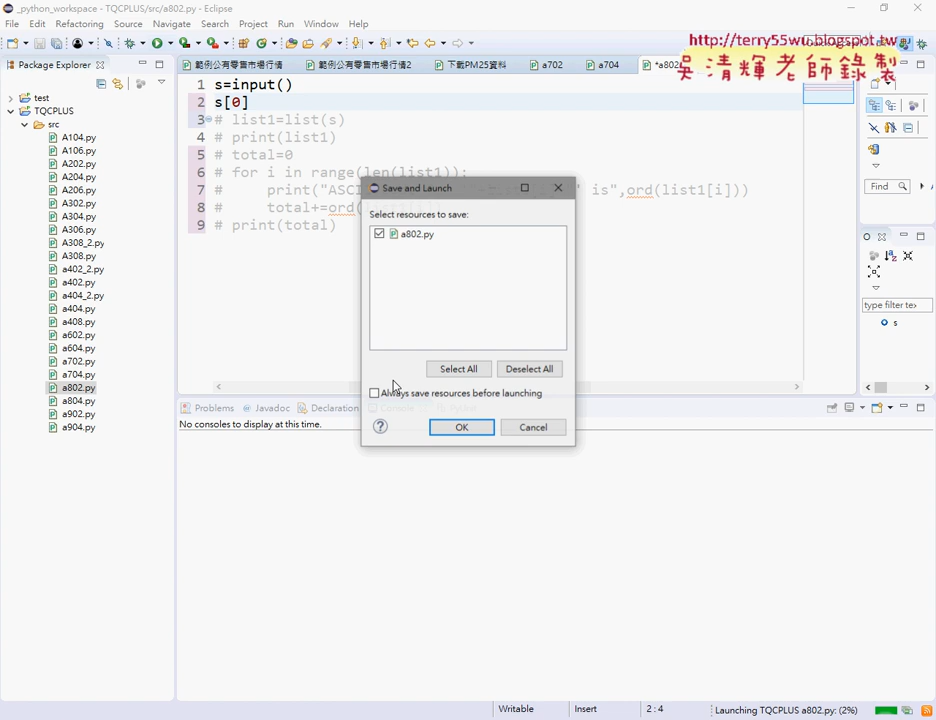 _python_workspace - TQCPLUS/src/a802.py - Eclipse
File Edit Refactoring Source Navigate Search Project Run Window Help
http://terry55wu.blogspot.tw
吳清輝老師錄製
Package Explorer
範例公有零售市場行情
範例公有零售市場行情2
下載PM25資料
a702
a704
*a802
test
TQCPLUS
src
A104.py
A106.py
A202.py
A204.py
A206.py
A302.py
A304.py
A306.py
A308_2.py
A308.py
a402_2.py
a402.py
a404_2.py
a404.py
a408.py
a602.py
a604.py
a702.py
a704.py
a802.py
a804.py
a902.py
a904.py
1 s=input()
2 s[0]
3 # list1=list(s)
4 # print(list1)
5 # total=0
6 # for i in range(len(list1)):
7 # print("ASCI " is",ord(list1[i]))
8 # total+=ord(
9 # print(total)
Save and Launch
Select resources to save:
a802.py
Select All
Deselect All
Always save resources before launching
OK
Cancel
Find
type filter te
s
Problems
Javadoc
Declaration
No consoles to display at this time.
Writable
Insert
2 : 4
Launching TQCPLUS a802.py: (2%)